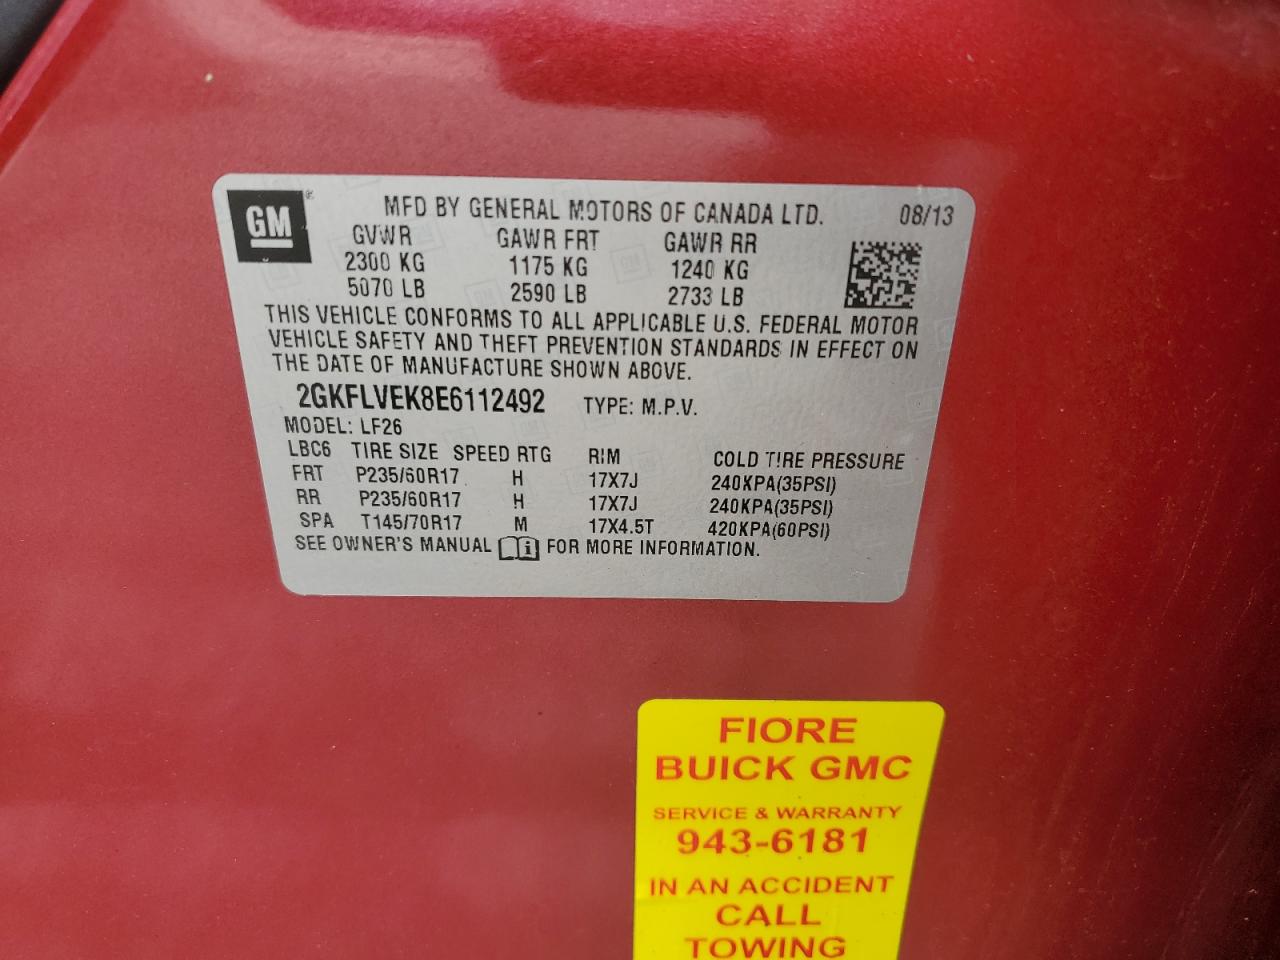 GM®
MFD BY GENERAL MOTORS OF CANADA LTD. 08/13
GVWR GAWR FRT GAWR RR
2300 KG 1175 KG 1240 KG
5070 LB 2590 LB 2733 LB
THIS VEHICLE CONFORMS TO ALL APPLICABLE U.S. FEDERAL MOTOR
VEHICLE SAFETY AND THEFT PREVENTION STANDARDS IN EFFECT ON
THE DATE OF MANUFACTURE SHOWN ABOVE.
2GKFLVEK8E6112492 TYPE: M.P.V.
MODEL: LF26
LBC6 TIRE SIZE SPEED RTG RIM COLD TIRE PRESSURE
FRT P235/60R17 H 17X7J 240KPA(35PSI)
RR P235/60R17 H 17X7J 240KPA(35PSI)
SPA T145/70R17 M 17X4.5T 420KPA(60PSI)
SEE OWNER'S MANUAL FOR MORE INFORMATION.
FIORE
BUICK GMC
SERVICE & WARRANTY
943-6181
IN AN ACCIDENT
CALL
TOWING